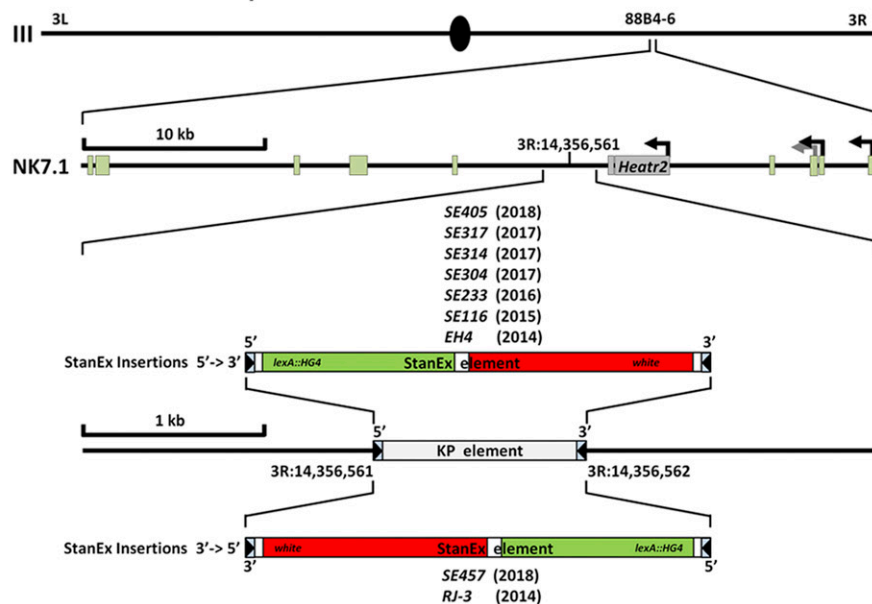 III 3L 88B4-6 3R
10 kb
3R:14,356,561
NK7.1 Heatr2
SE405 (2018)
SE317 (2017)
SE314 (2017)
SE304 (2017)
SE233 (2016)
SE116 (2015)
EH4 (2014)
5’ 3’
StanEx Insertions 5’-> 3’ lexA::HG4 StanEx element white
1 kb
5’ 3’
KP element
3R:14,356,561 3R:14,356,562
StanEx Insertions 3’-> 5’ white StanEx element lexA::HG4
3’ 5’
SE457 (2018)
RJ-3 (2014)